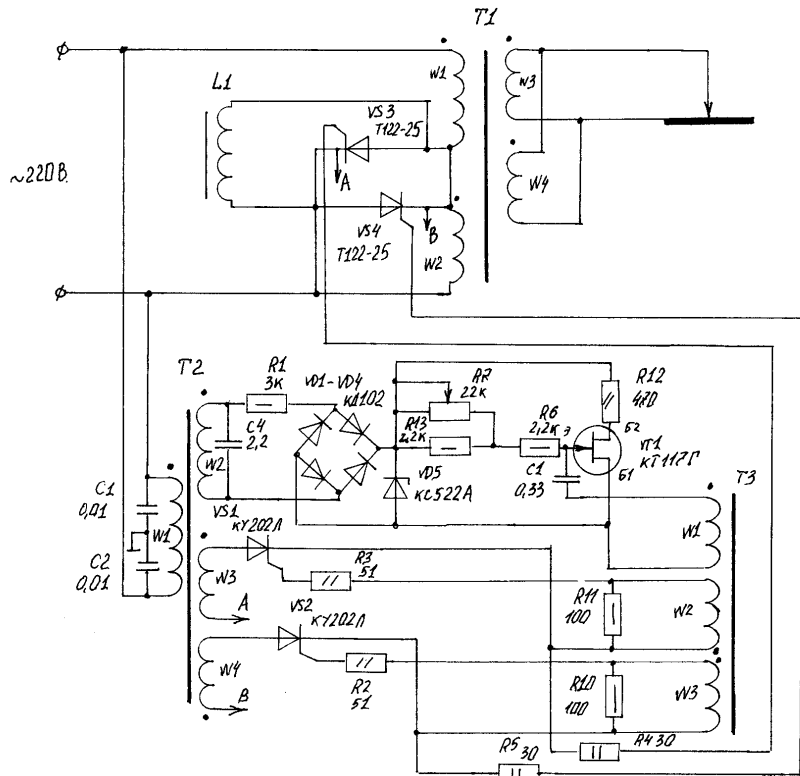 T1
L1
W1
W3
VS3
T122-25
A
~220В.
W4
VS4
B
T122-25
W2
T2
R1
3К
VD1-VD4
КД102
R7
22К
R12
470
C4
2,2
R13
2,2К
R6
2,2К
Э
Б2
VT1
КТ117Г
W2
VD5
КС522А
C1
0,33
Б1
T3
C1
0,01
W1
VS1
КУ202Л
W1
C2
0,01
W3
R3
51
A
VS2
КУ202Л
R11
100
W2
W4
R2
51
R10
100
W3
B
R5
30
R4 30